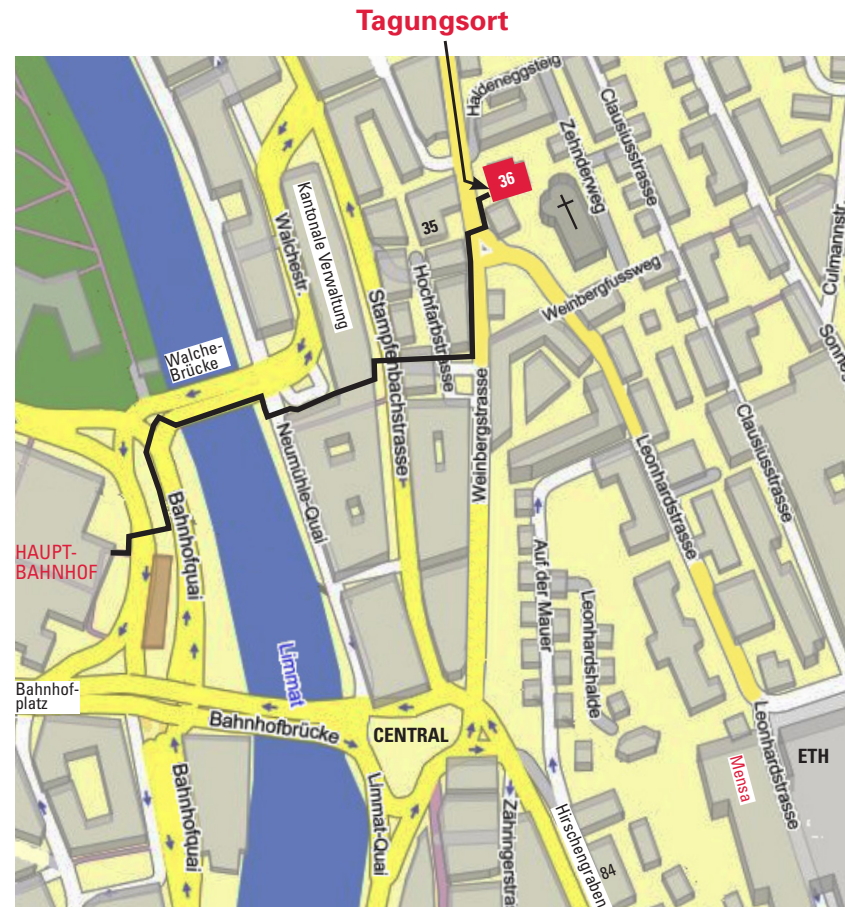 Tagungsort
Haldeneggsteig
Clausiusstrasse
Zehnderweg
36
35
Kantonale Verwaltung
Walchestr.
Hochfarbstrasse
Weinbergfussweg
Culmannstr.
Stampfenbachstrasse
Walche-
Brücke
Weinbergstrasse
Neumühle-Quai
Clausiusstrasse
Leonhardstrasse
Bahnhofquai
HAUPT-
BAHNHOF
Auf der Mauer
Leonhardshalde
Limmat
Bahnhof-
platz
Bahnhofbrücke
CENTRAL
Leonhardstrasse
ETH
Mensa
Bahnhofquai
Limmat-Quai
Hirschengraben
84